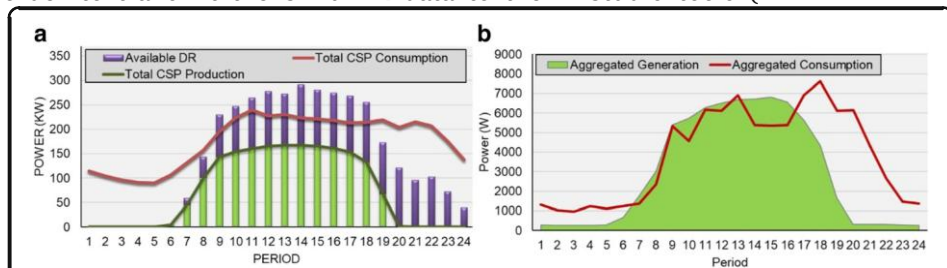 a
b
350
300
250
200
150
100
50
0
POWER (KW)
Available DR
Total CSP Consumption
Total CSP Production
1 2 3 4 5 6 7 8 9 10 11 12 13 14 15 16 17 18 19 20 21 22 23 24
PERIOD
9000
8000
7000
6000
5000
4000
3000
2000
1000
0
Power (W)
Aggregated Generation
Aggregated Consumption
1 2 3 4 5 6 7 8 9 10 11 12 13 14 15 16 17 18 19 20 21 22 23 24
Period